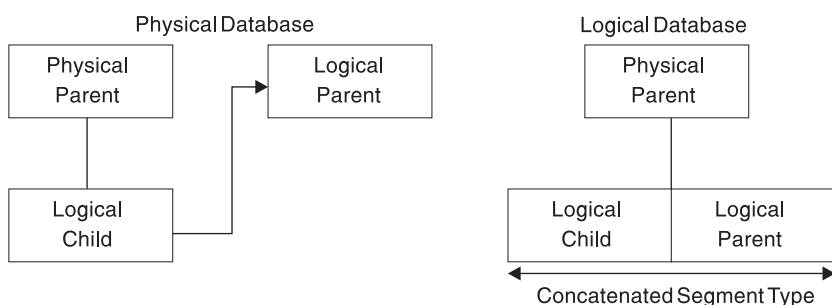 Physical Database
Physical
Parent
Logical
Parent
Logical
Child
Logical Database
Physical
Parent
Logical
Child
Logical
Parent
Concatenated Segment Type